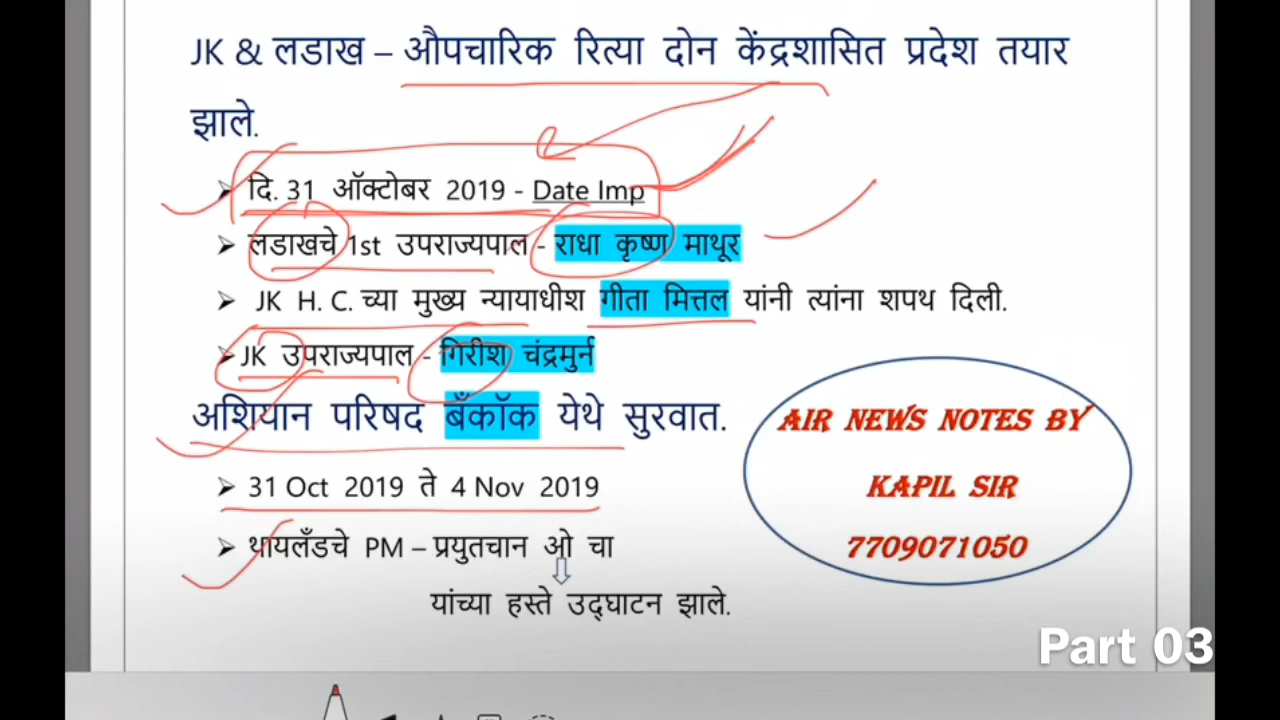 JK & लडाख – औपचारिक रित्या दोन केंद्रशासित प्रदेश तयार
झाले.
➢ दि. 31 ऑक्टोबर 2019 - Date Imp
➢ लडाखचे 1st उपराज्यपाल - राधा कृष्ण माथूर
➢ JK H. C. च्या मुख्य न्यायाधीश गीता मित्तल यांनी त्यांना शपथ दिली.
➢ JK उपराज्यपाल - गिरीश चंद्रमुर्न
अशियान परिषद बँकॉक येथे सुरवात.
➢ 31 Oct 2019 ते 4 Nov 2019
➢ थायलँडचे PM – प्रयुतचान ओ चा
यांच्या हस्ते उद्घाटन झाले.
AIR NEWS NOTES BY
KAPIL SIR
7709071050
Part 03